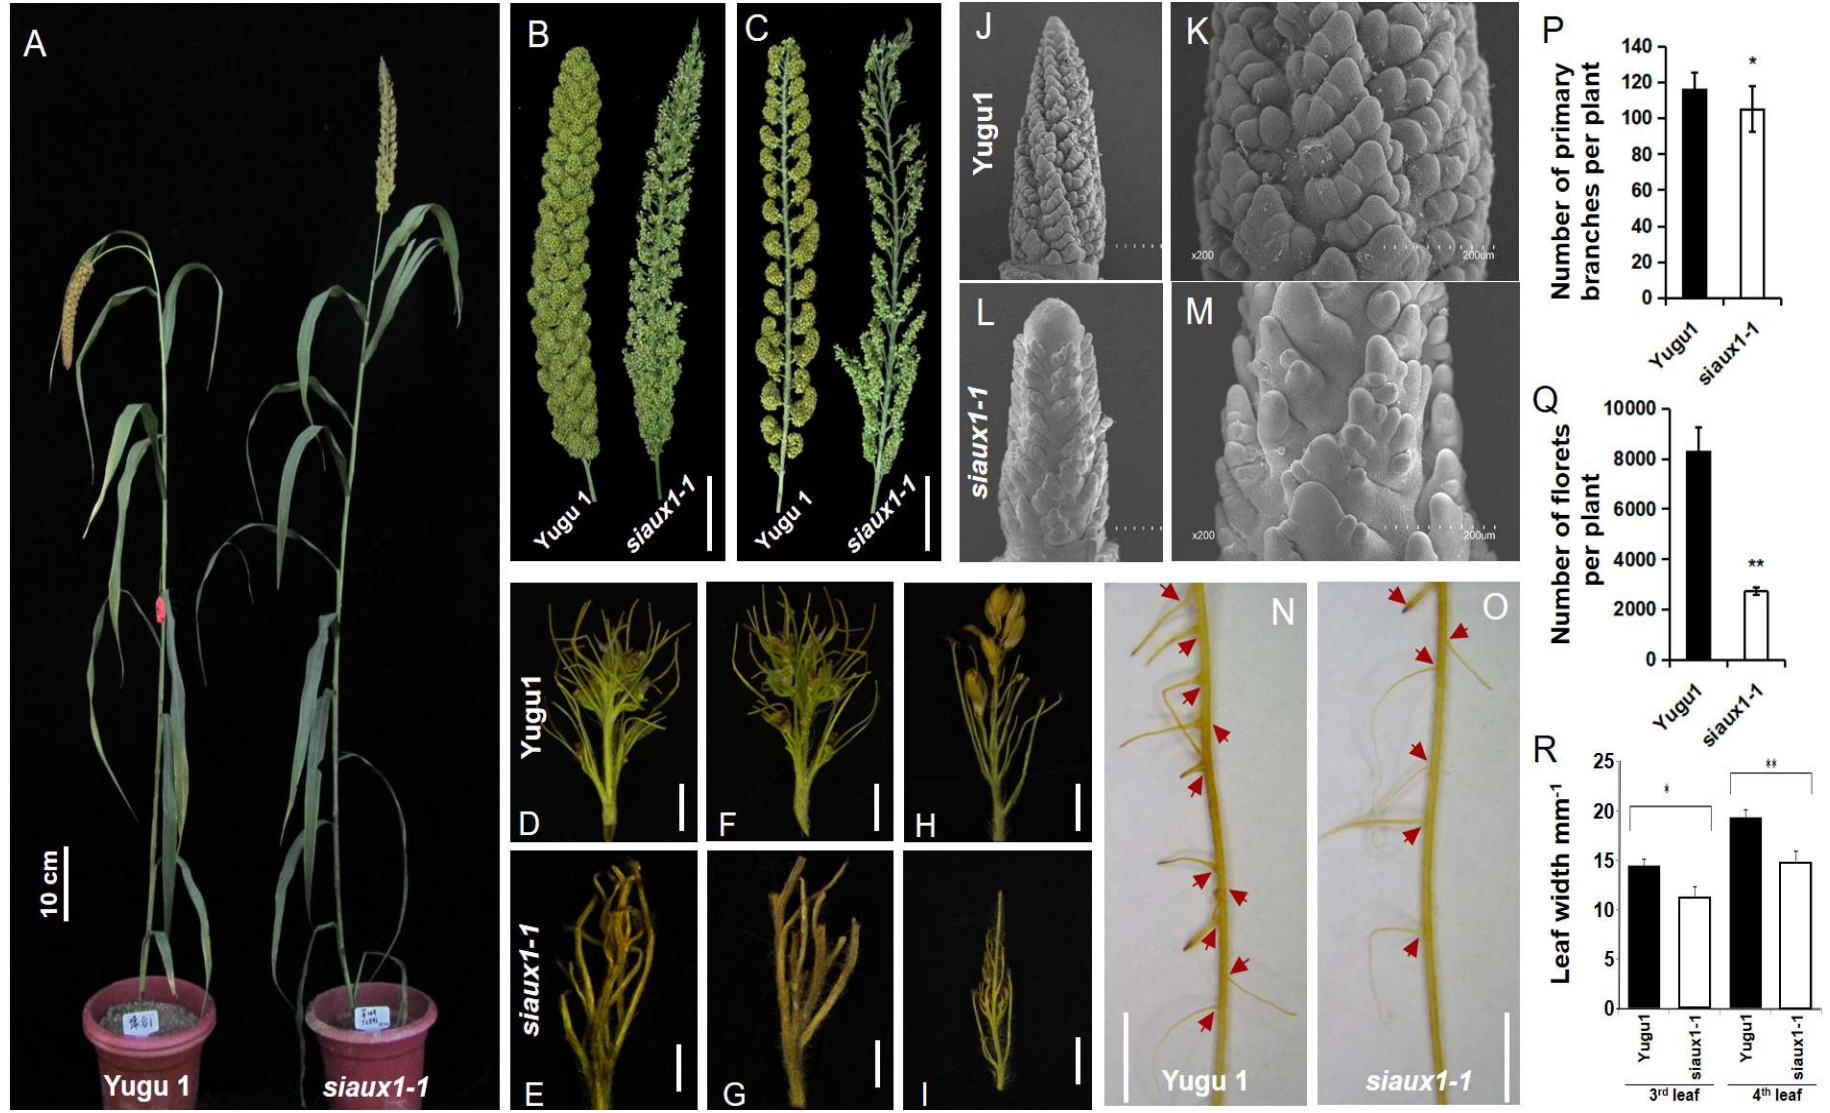 A
10 cm
Yugu 1
siaux1-1
B
Yugu 1
siaux1-1
C
Yugu 1
siaux1-1
D
Yugu1
F
H
E
siaux1-1
G
I
J
Yugu1
K
x200
200um
L
siaux1-1
M
x200
200um
N
Yugu 1
O
siaux1-1
P
Number of primary
branches per plant
140
120
100
80
60
40
20
0
*
Yugu1
siaux1-1
Q
Number of florets
per plant
10000
8000
6000
4000
2000
0
**
Yugu1
siaux1-1
R
Leaf width mm-1
25
20
15
10
5
0
*
**
Yugu1
siaux1-1
Yugu1
siaux1-1
3rd leaf
4th leaf